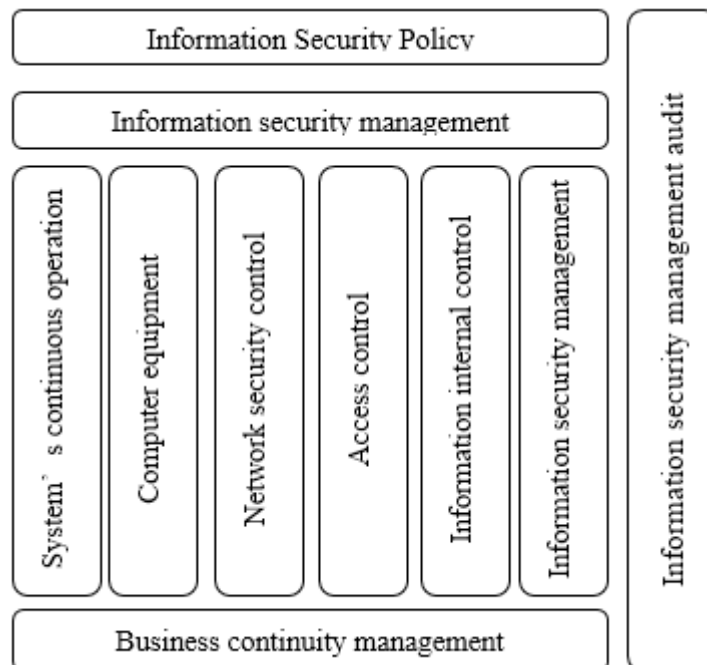 Information Security Policy
Information security management
System’s continuous operation
Computer equipment
Network security control
Access control
Information internal control
Information security management
Business continuity management
Information security management audit